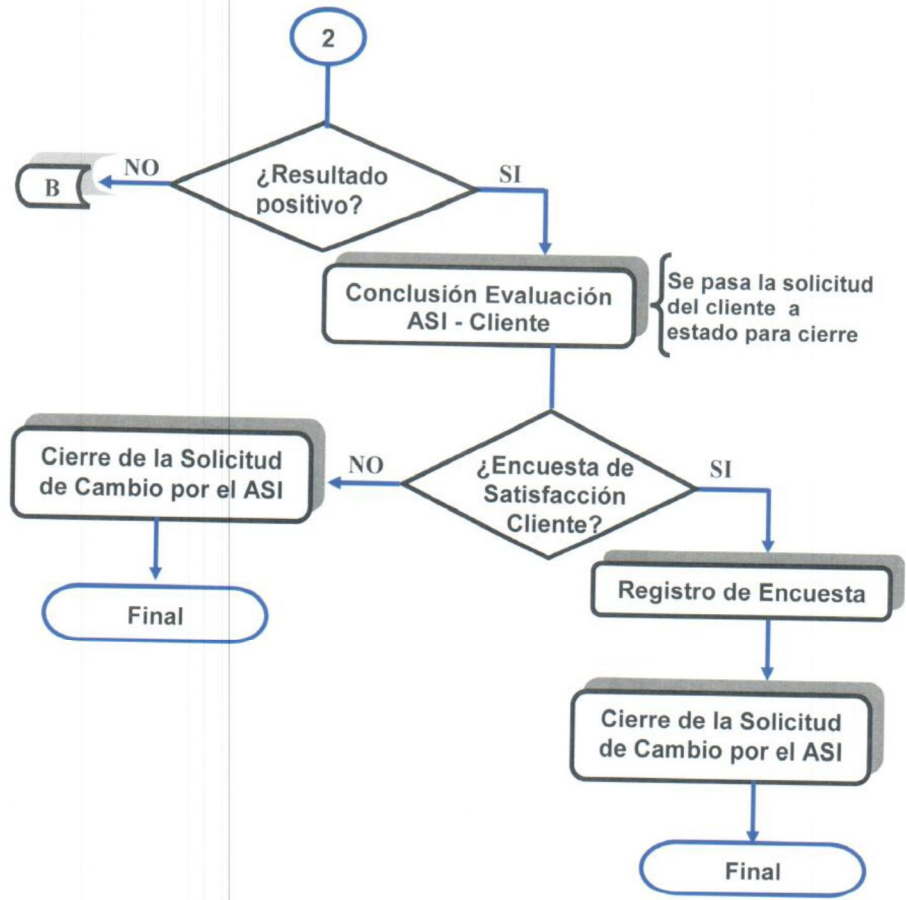 2
¿Resultado
positivo?
NO
SI
B
Conclusión Evaluación
ASI - Cliente
Se pasa la solicitud
del cliente a
estado para cierre
¿Encuesta de
Satisfacción
Cliente?
NO
SI
Cierre de la Solicitud
de Cambio por el ASI
Final
Registro de Encuesta
Cierre de la Solicitud
de Cambio por el ASI
Final